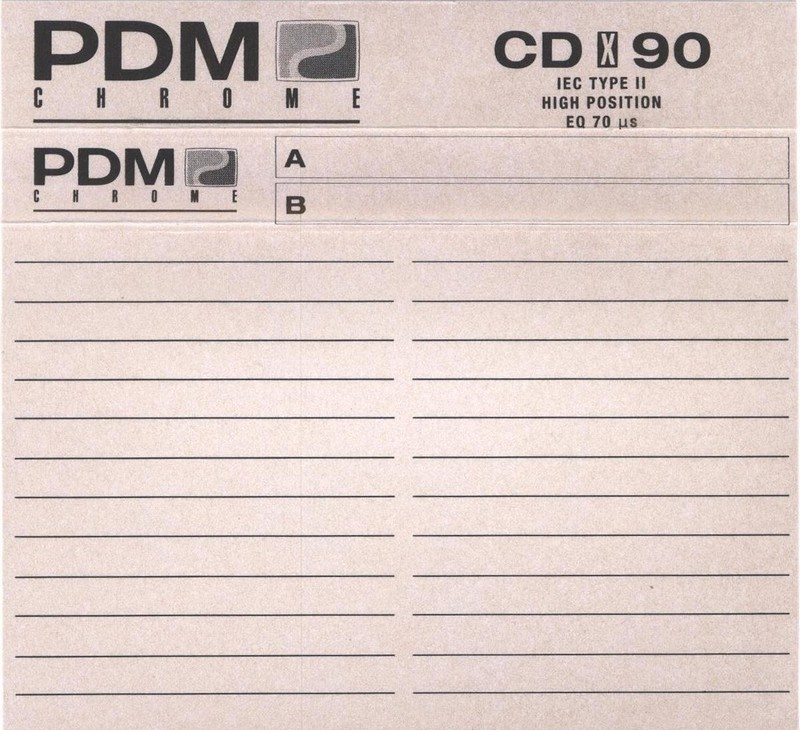 PDM
CHROME
CD X 90
IEC TYPE II
HIGH POSITION
EQ 70 µs
PDM
CHROME
A
B